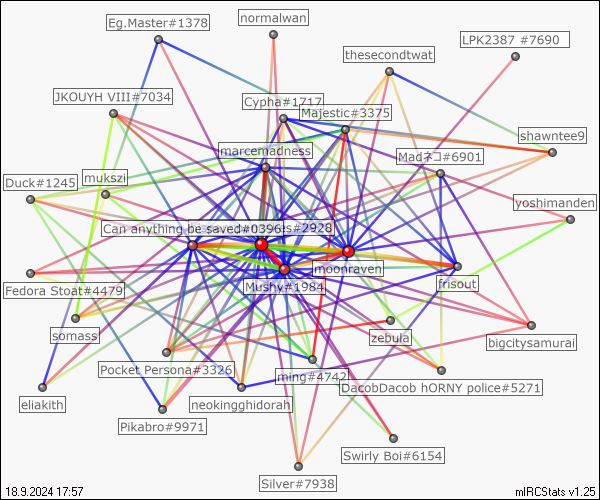 Eg.Master#1378
normalwan
LPK2387 #7690
thesecondtwat
JKOUYH VIII#7034
Cypha#1717
Majestic#3375
shawntee9
marcemadness
Madネコ#6901
Duck#1245
mukszii
yoshimanden
Can anything be saved#0396
es#2928
moonraven
Fedora Stoat#4479
Mushy#1984
frisout
somass
zebula
bigcitysamurai
Pocket Persona#3326
ming#4742
DacobDacob hORNY police#5271
eliakith
neokingghidorah
Pikabro#9971
Swirly Boi#6154
Silver#7938
18.9.2024 17:57
mIRCStats v1.25